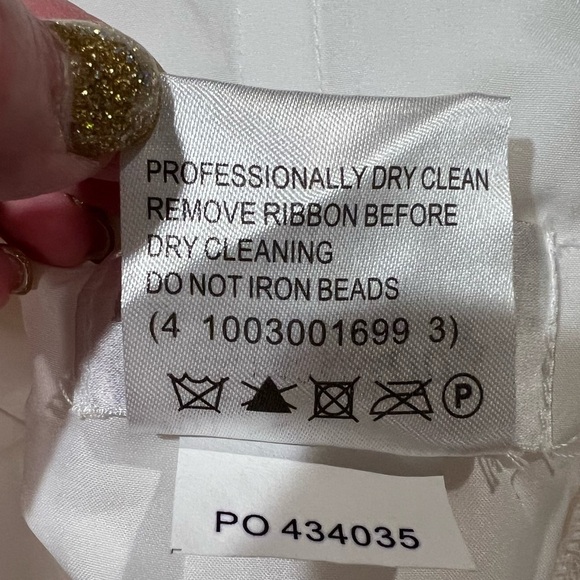 PROFESSIONALLY DRY CLEAN
REMOVE RIBBON BEFORE
DRY CLEANING
DO NOT IRON BEADS
(4 1003001699 3)
P
PO 434035